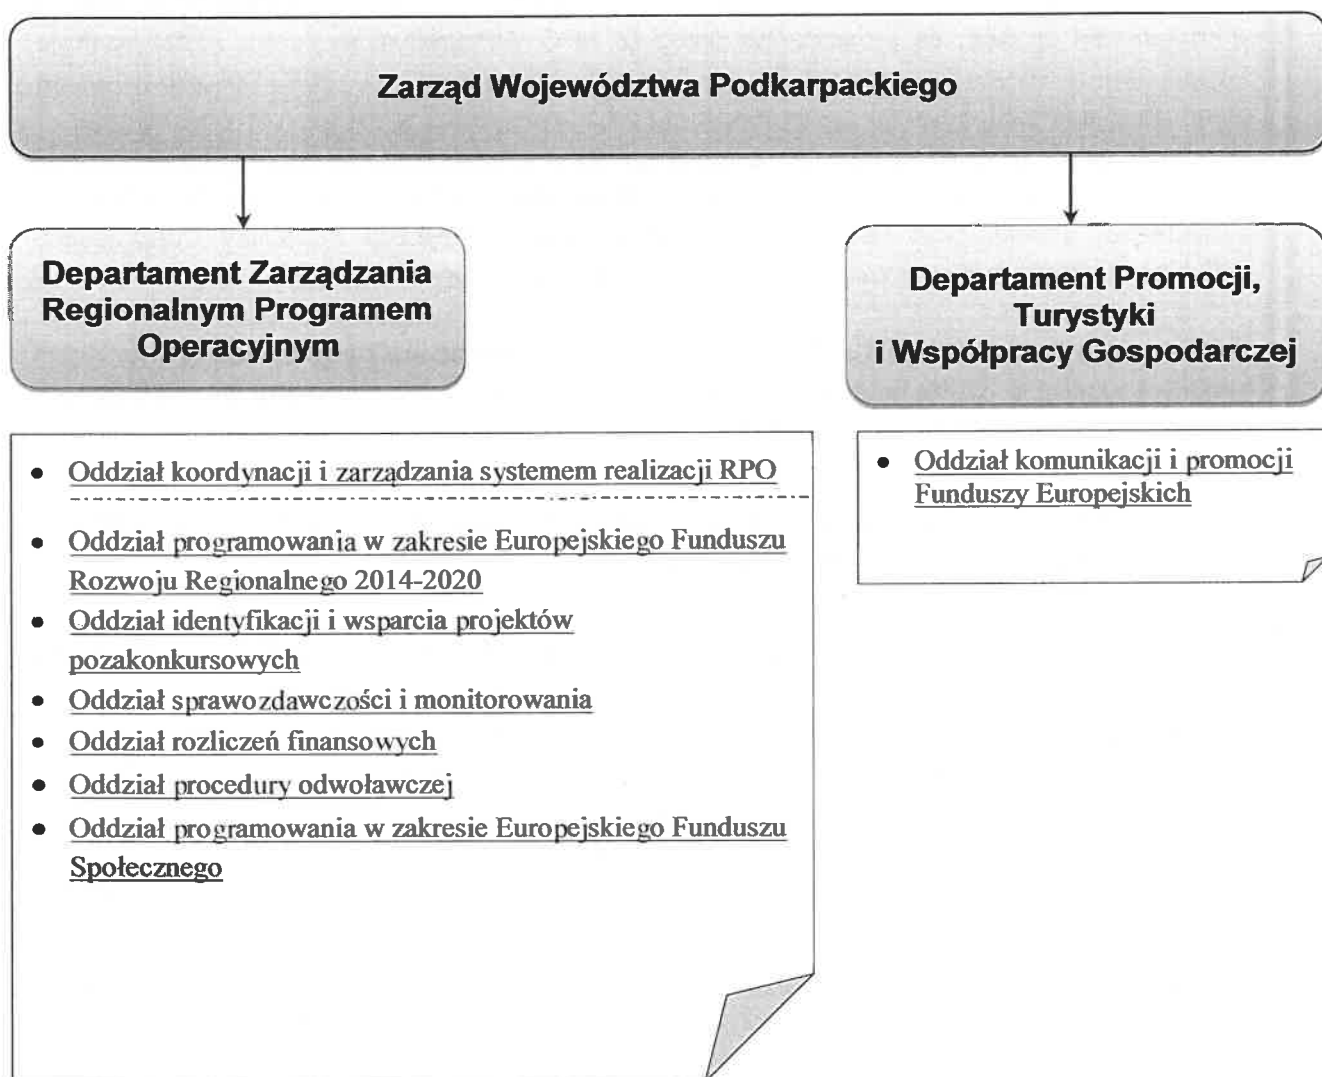 Zarząd Województwa Podkarpackiego
Departament Zarządzania
Regionalnym Programem
Operacyjnym
Departament Promocji,
Turystyki
i Współpracy Gospodarczej
• Oddział koordynacji i zarządzania systemem realizacji RPO
• Oddział programowania w zakresie Europejskiego Funduszu
Rozwoju Regionalnego 2014-2020
• Oddział identyfikacji i wsparcia projektów
pozakonkursowych
• Oddział sprawozdawczości i monitorowania
• Oddział rozliczeń finansowych
• Oddział procedury odwoławczej
• Oddział programowania w zakresie Europejskiego Funduszu
Społecznego
• Oddział komunikacji i promocji
Funduszy Europejskich